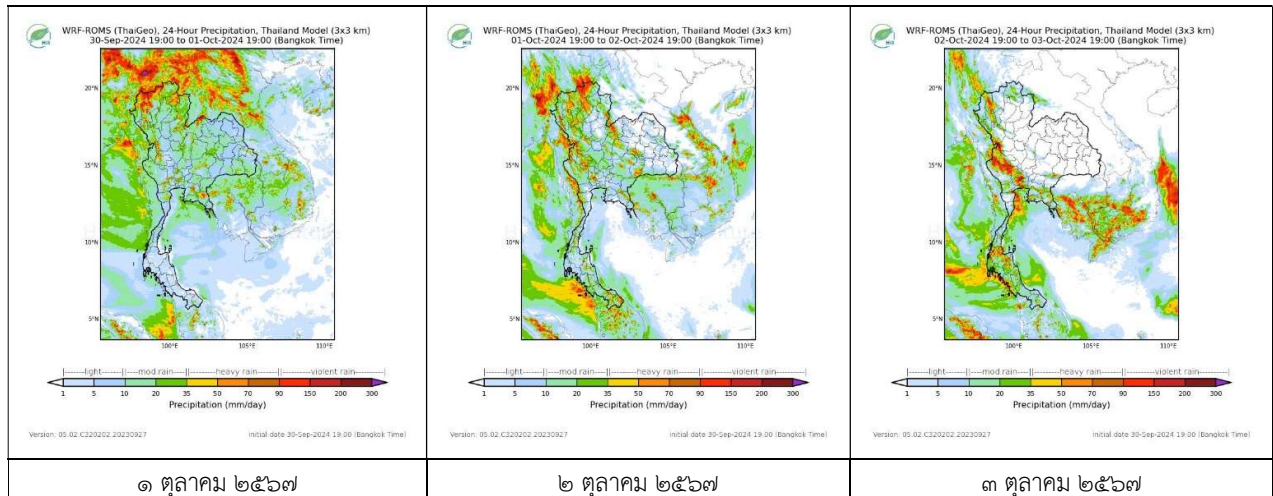 WRF-ROMS (ThaiGeo), 24-Hour Precipitation, Thailand Model (3x3 km)
30-Sep-2024 19:00 to 01-Oct-2024 19:00 (Bangkok Time)
20°N
15°N
10°N
5°N
100°E
105°E
110°E
|--------light--------||----mod rain----||---------heavy rain---------||-----------violent rain--------
1 5 10 20 35 50 70 90 150 200 300
Precipitation (mm/day)
Version: 05.02.C320202.20230927
Initial date 30-Sep-2024 19:00 (Bangkok Time)
๑ ตุลาคม ๒๕๖๗
WRF-ROMS (ThaiGeo), 24-Hour Precipitation, Thailand Model (3x3 km)
01-Oct-2024 19:00 to 02-Oct-2024 19:00 (Bangkok Time)
20°N
15°N
10°N
5°N
100°E
105°E
110°E
|--------light--------||----mod rain----||---------heavy rain---------||-----------violent rain--------
1 5 10 20 35 50 70 90 150 200 300
Precipitation (mm/day)
Version: 05.02.C320202.20230927
Initial date 30-Sep-2024 19:00 (Bangkok Time)
๒ ตุลาคม ๒๕๖๗
WRF-ROMS (ThaiGeo), 24-Hour Precipitation, Thailand Model (3x3 km)
02-Oct-2024 19:00 to 03-Oct-2024 19:00 (Bangkok Time)
20°N
15°N
10°N
5°N
100°E
105°E
110°E
|--------light--------||----mod rain----||---------heavy rain---------||-----------violent rain--------
1 5 10 20 35 50 70 90 150 200 300
Precipitation (mm/day)
Version: 05.02.C320202.20230927
Initial date 30-Sep-2024 19:00 (Bangkok Time)
๓ ตุลาคม ๒๕๖๗